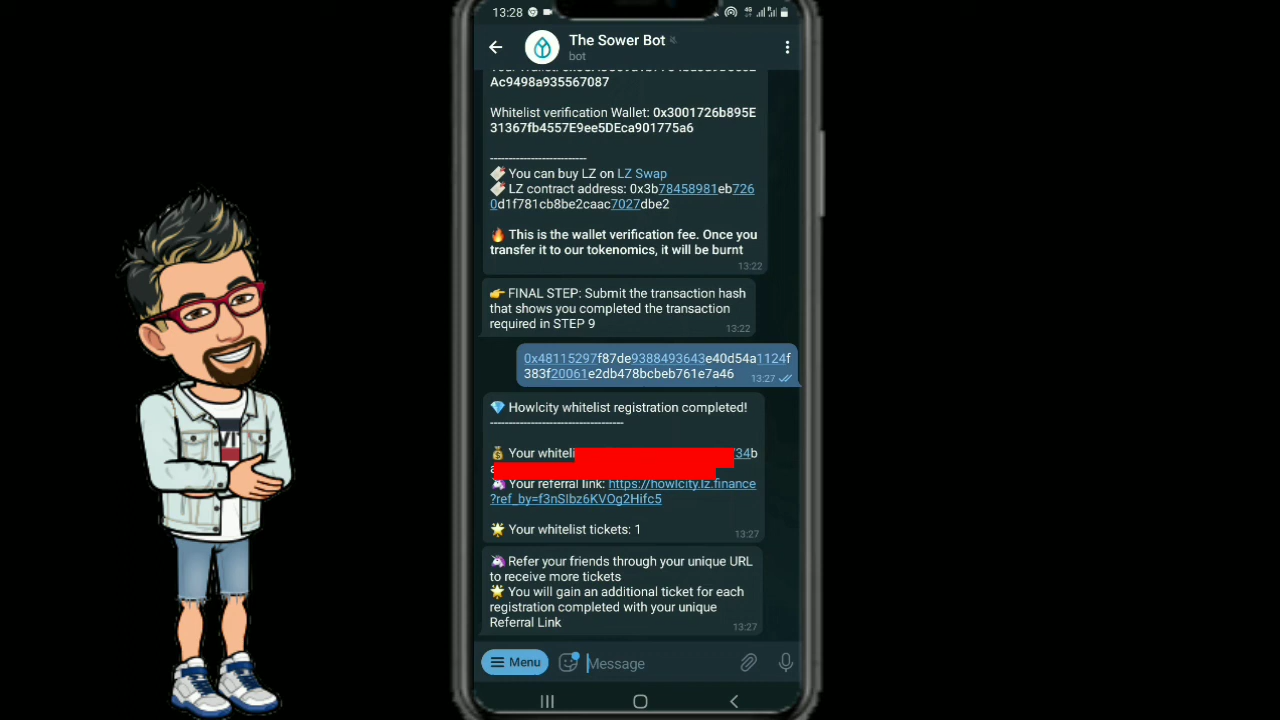 13:28
The Sower Bot
bot
Ac9498a935567087
Whitelist verification Wallet: 0x3001726b895E
31367fb4557E9ee5DEca901775a6
--------------------------
You can buy LZ on LZ Swap
LZ contract address: 0x3b78458981eb726
0d1f781cb8be2caac7027dbe2
🔥 This is the wallet verification fee. Once you
transfer it to our tokenomics, it will be burnt
13:22
👉 FINAL STEP: Submit the transaction hash
that shows you completed the transaction
required in STEP 9
13:22
0x48115297f87de9388493643e40d54a1124f
383f20061e2db478bcbeb761e7a46
13:27
💎 Howlcity whitelist registration completed!
------------------------------------
💰 Your whiteli 34b
🦄 Your referral link: https://howlcity.lz.finance
?ref_by=f3nSlbz6KVOg2Hifc5
🌟 Your whitelist tickets: 1
13:27
🦄 Refer your friends through your unique URL
to receive more tickets
🌟 You will gain an additional ticket for each
registration completed with your unique
Referral Link
13:27
Menu
Message